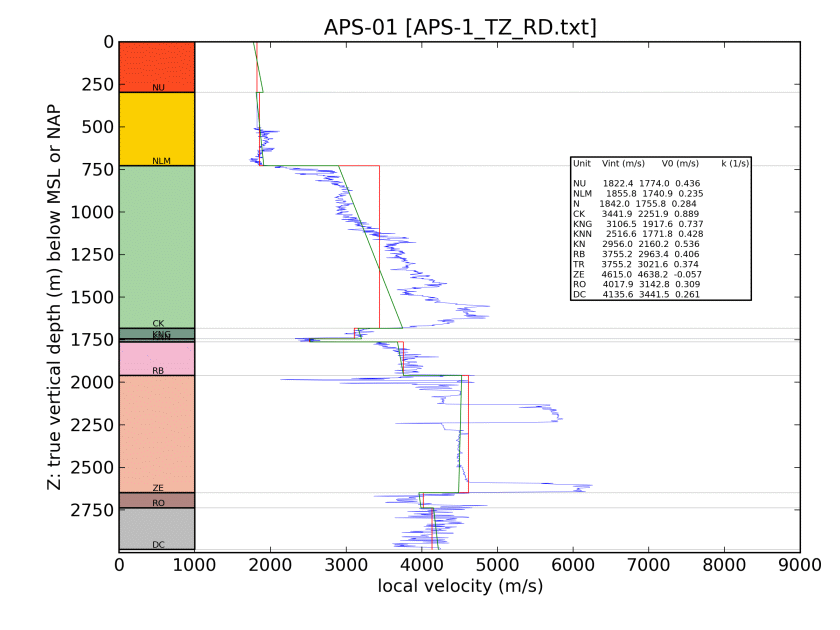 APS-01 [APS-1_TZ_RD.txt]
0
250
500
750
1000
1250
1500
1750
2000
2250
2500
2750
Z: true vertical depth (m) below MSL or NAP
NU
NLM
CK
KNG
RB
ZE
RO
DC
Unit Vint (m/s) V0 (m/s) k (1/s)
NU 1822.4 1774.0 0.436
NLM 1855.8 1740.9 0.235
N 1842.0 1755.8 0.284
CK 3441.9 2251.9 0.889
KNG 3106.5 1917.6 0.737
KNN 2516.6 1771.8 0.428
KN 2956.0 2160.2 0.536
RB 3755.2 2963.4 0.406
TR 3755.2 3021.6 0.374
ZE 4615.0 4638.2 -0.057
RO 4017.9 3142.8 0.309
DC 4135.6 3441.5 0.261
0 1000 2000 3000 4000 5000 6000 7000 8000 9000
local velocity (m/s)